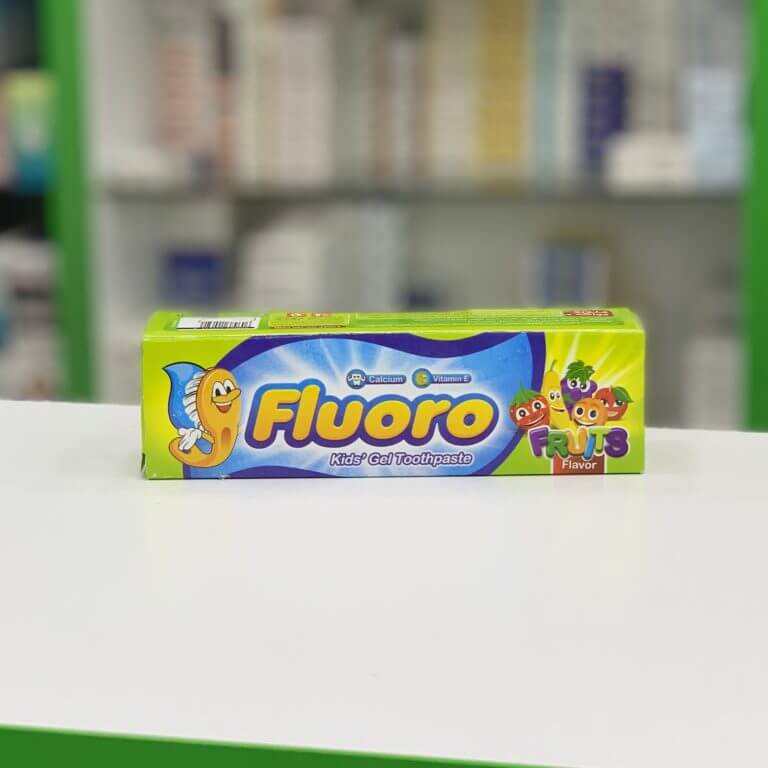 Calcium Vitamin E
Fluoro
Kids' Gel Toothpaste
FRUITS
Flavor